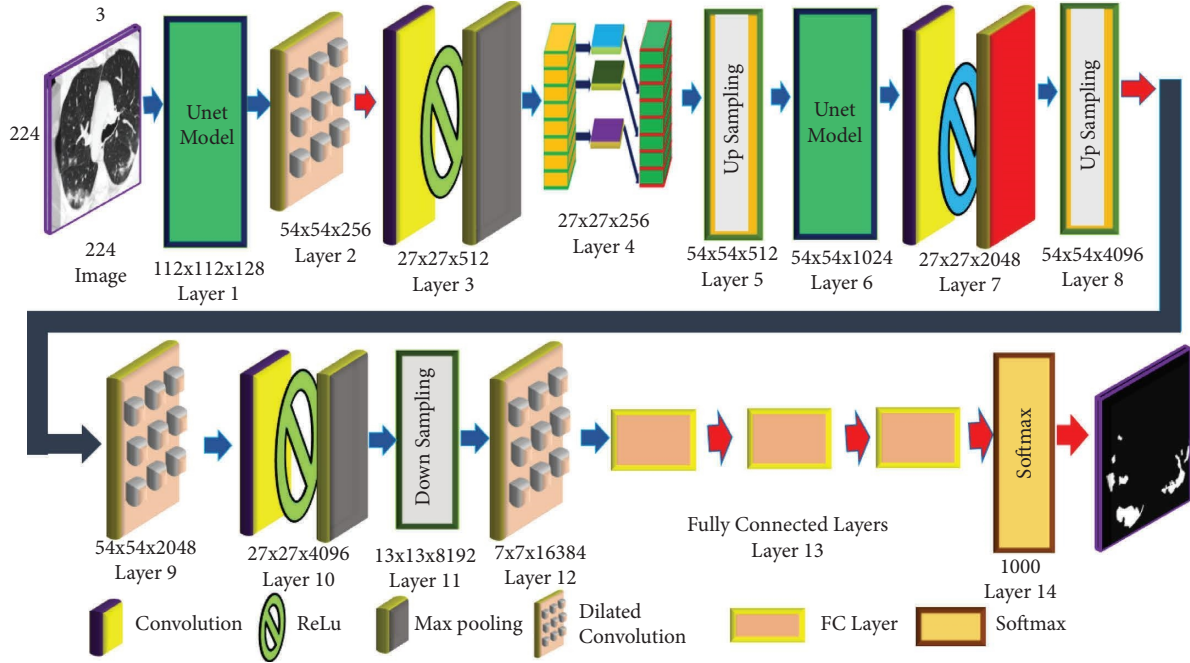 3
224
224
Image
Unet
Model
112x112x128
Layer 1
54x54x256
Layer 2
27x27x512
Layer 3
27x27x256
Layer 4
Up Sampling
54x54x512
Layer 5
Unet
Model
54x54x1024
Layer 6
27x27x2048
Layer 7
Up Sampling
54x54x4096
Layer 8
54x54x2048
Layer 9
27x27x4096
Layer 10
Down Sampling
13x13x8192
Layer 11
7x7x16384
Layer 12
Fully Connected Layers
Layer 13
Softmax
1000
Layer 14
Convolution
ReLu
Max pooling
Dilated
Convolution
FC Layer
Softmax